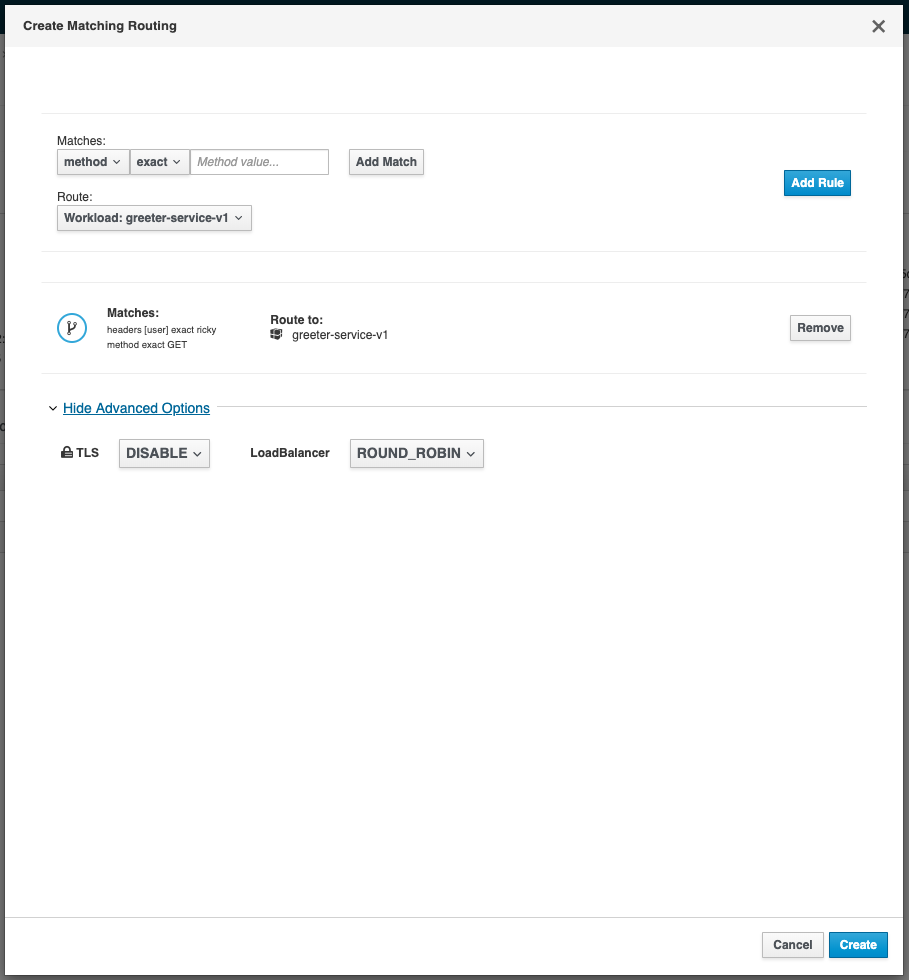 Create Matching Routing
Matches:
method exact Method value... Add Match
Add Rule
Route:
Workload: greeter-service-v1
Matches:
headers [user] exact ricky
method exact GET
Route to:
greeter-service-v1
Remove
Hide Advanced Options
TLS DISABLE LoadBalancer ROUND_ROBIN
Cancel Create